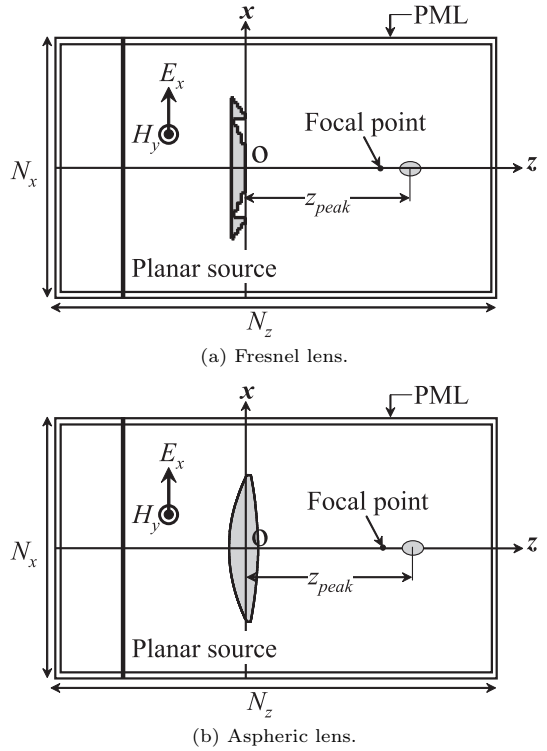 x
PML
E_x
H_y
Focal point
O
z
N_x
z_peak
Planar source
N_z
(a) Fresnel lens.
x
PML
E_x
H_y
Focal point
O
z
N_x
z_peak
Planar source
N_z
(b) Aspheric lens.